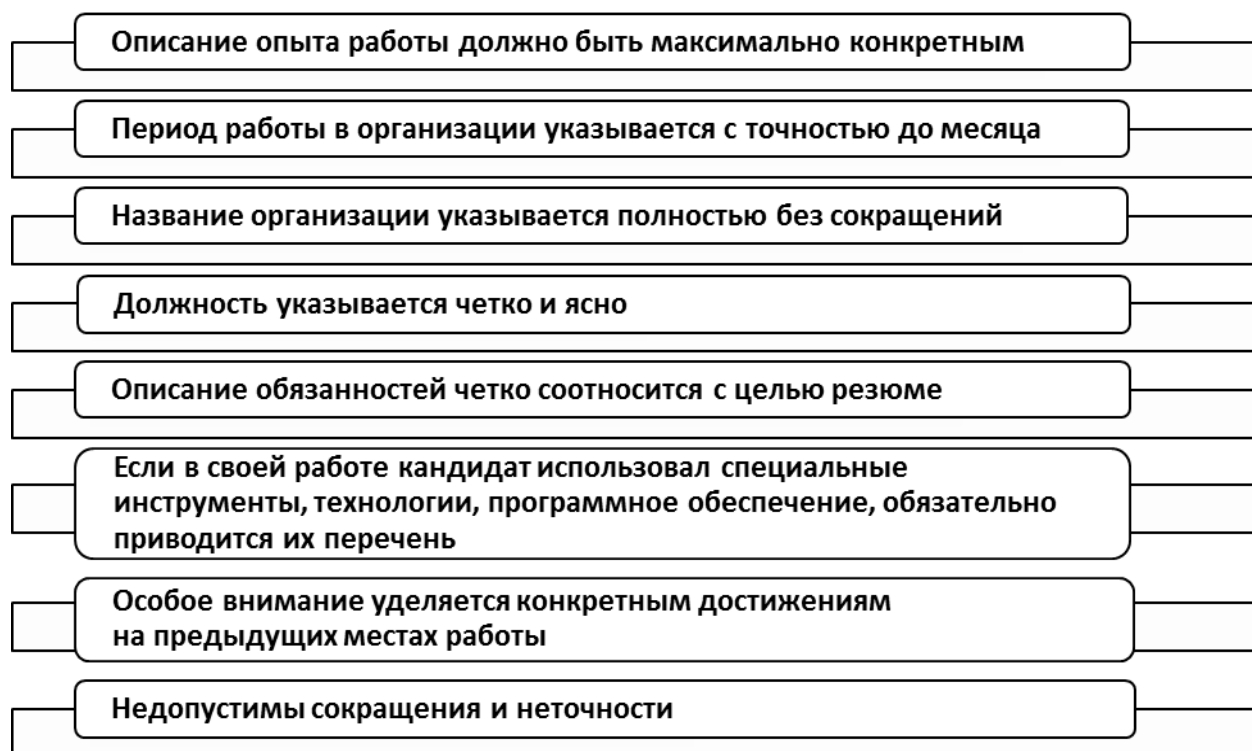 Описание опыта работы должно быть максимально конкретным
Период работы в организации указывается с точностью до месяца
Название организации указывается полностью без сокращений
Должность указывается четко и ясно
Описание обязанностей четко соотносится с целью резюме
Если в своей работе кандидат использовал специальные
инструменты, технологии, программное обеспечение, обязательно
приводится их перечень
Особое внимание уделяется конкретным достижениям
на предыдущих местах работы
Недопустимы сокращения и неточности